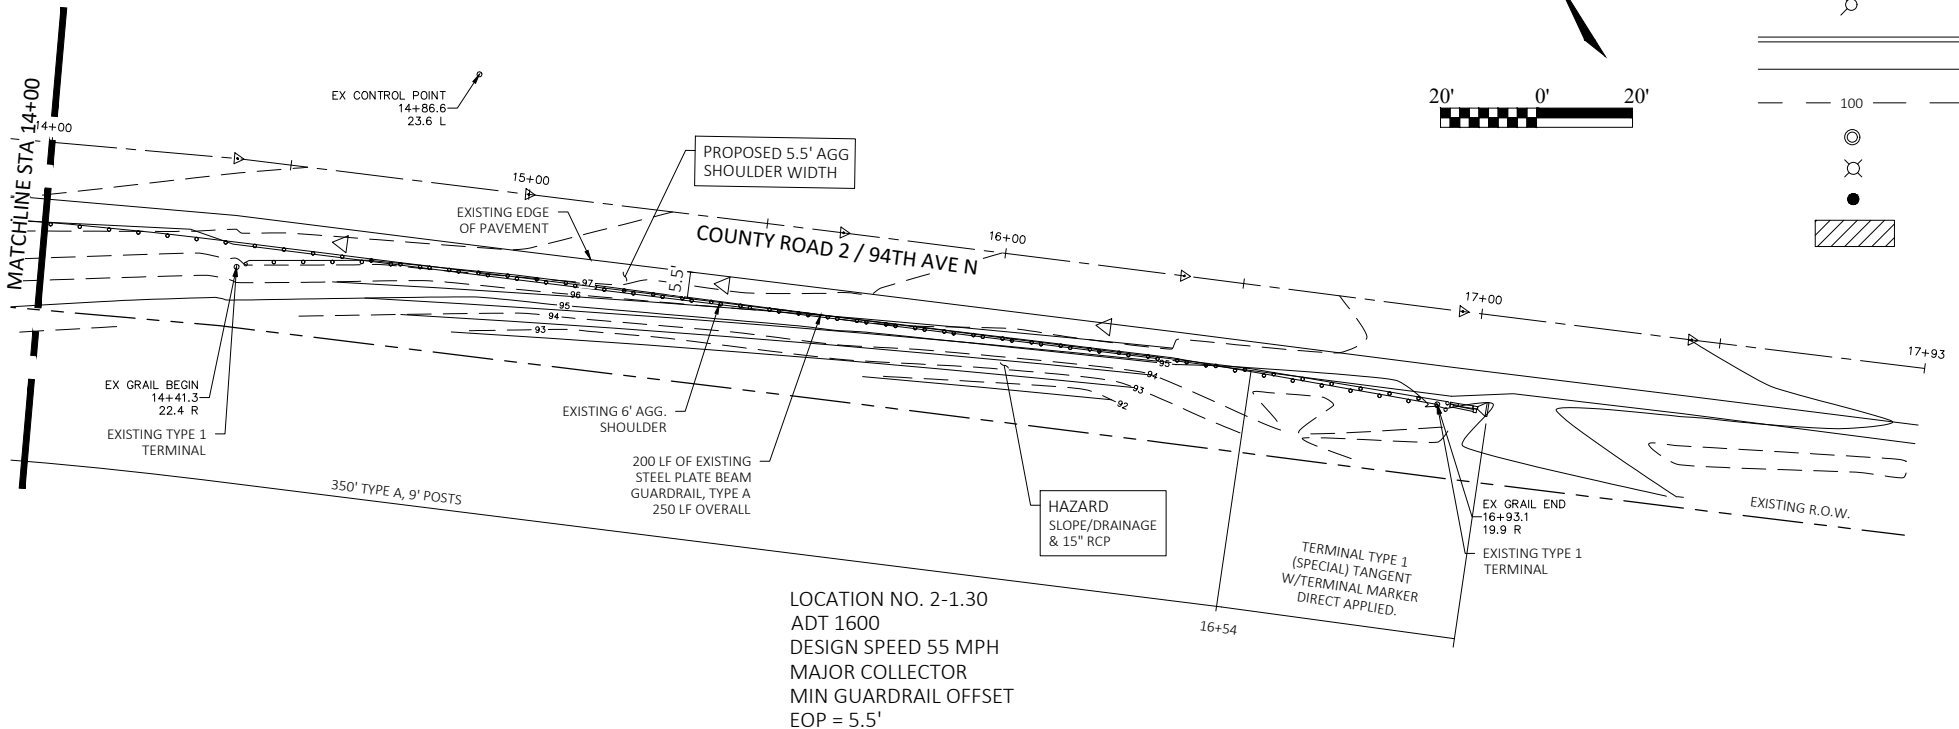 MATCHLINE STA 14+00
14+00
EX CONTROL POINT
14+86.6
23.6 L
15+00
PROPOSED 5.5' AGG
SHOULDER WIDTH
EXISTING EDGE
OF PAVEMENT
COUNTY ROAD 2 / 94TH AVE N
16+00
20'
0'
20'
100
17+00
17+93
5.5'
97
96
95
94
93
95
94
93
92
EX GRAIL BEGIN
14+41.3
22.4 R
EXISTING TYPE 1
TERMINAL
EXISTING 6' AGG.
SHOULDER
200 LF OF EXISTING
STEEL PLATE BEAM
GUARDRAIL, TYPE A
250 LF OVERALL
350' TYPE A, 9' POSTS
HAZARD
SLOPE/DRAINAGE
& 15" RCP
EX GRAIL END
16+93.1
19.9 R
EXISTING TYPE 1
TERMINAL
EXISTING R.O.W.
TERMINAL TYPE 1
(SPECIAL) TANGENT
W/TERMINAL MARKER
DIRECT APPLIED.
16+54
LOCATION NO. 2-1.30
ADT 1600
DESIGN SPEED 55 MPH
MAJOR COLLECTOR
MIN GUARDRAIL OFFSET
EOP = 5.5'